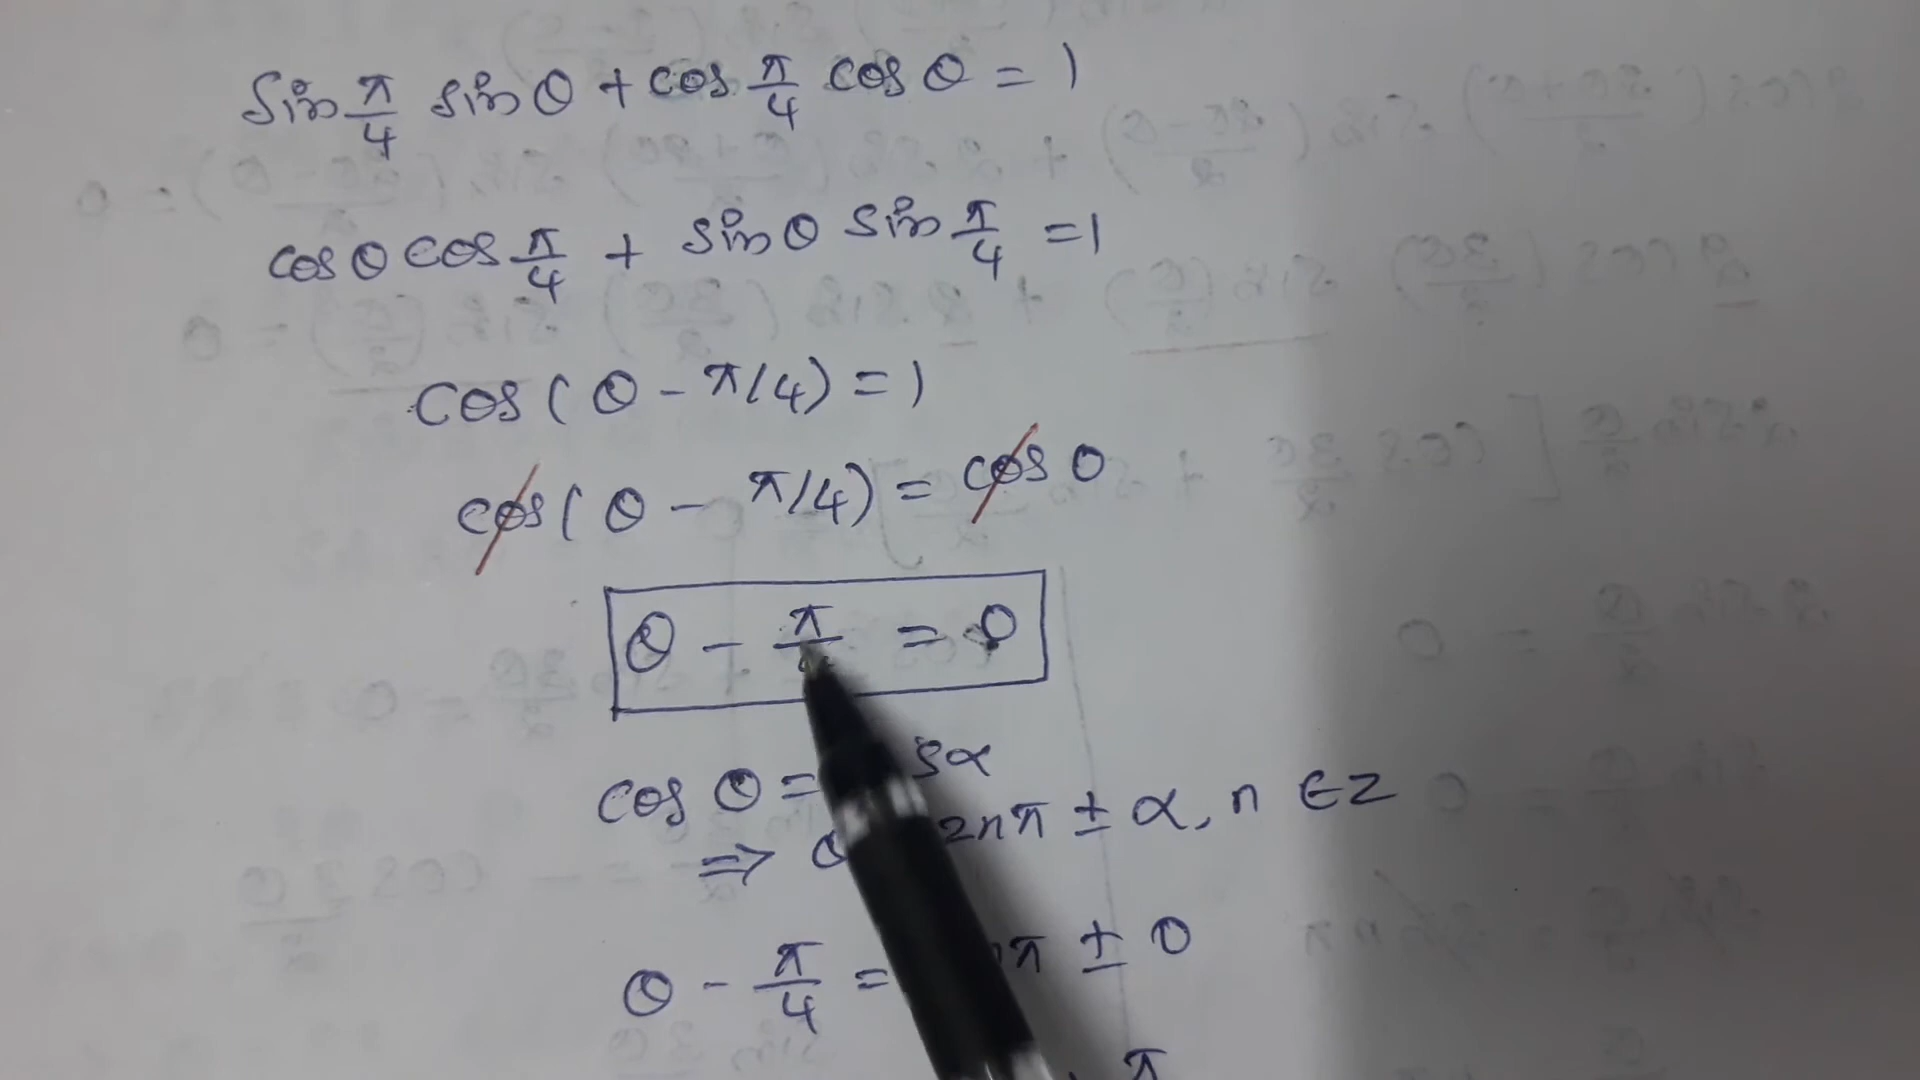 sin π/4 sin θ + cos π/4 cos θ = 1
cos θ cos π/4 + sin θ sin π/4 = 1
cos ( θ - π/4) = 1
cos ( θ - π/4) = cos 0
θ - π/4 = 0
cos θ = sα
⇒ θ 2nπ ± α, n ∈ Z
θ - π/4 = nπ ± 0
π